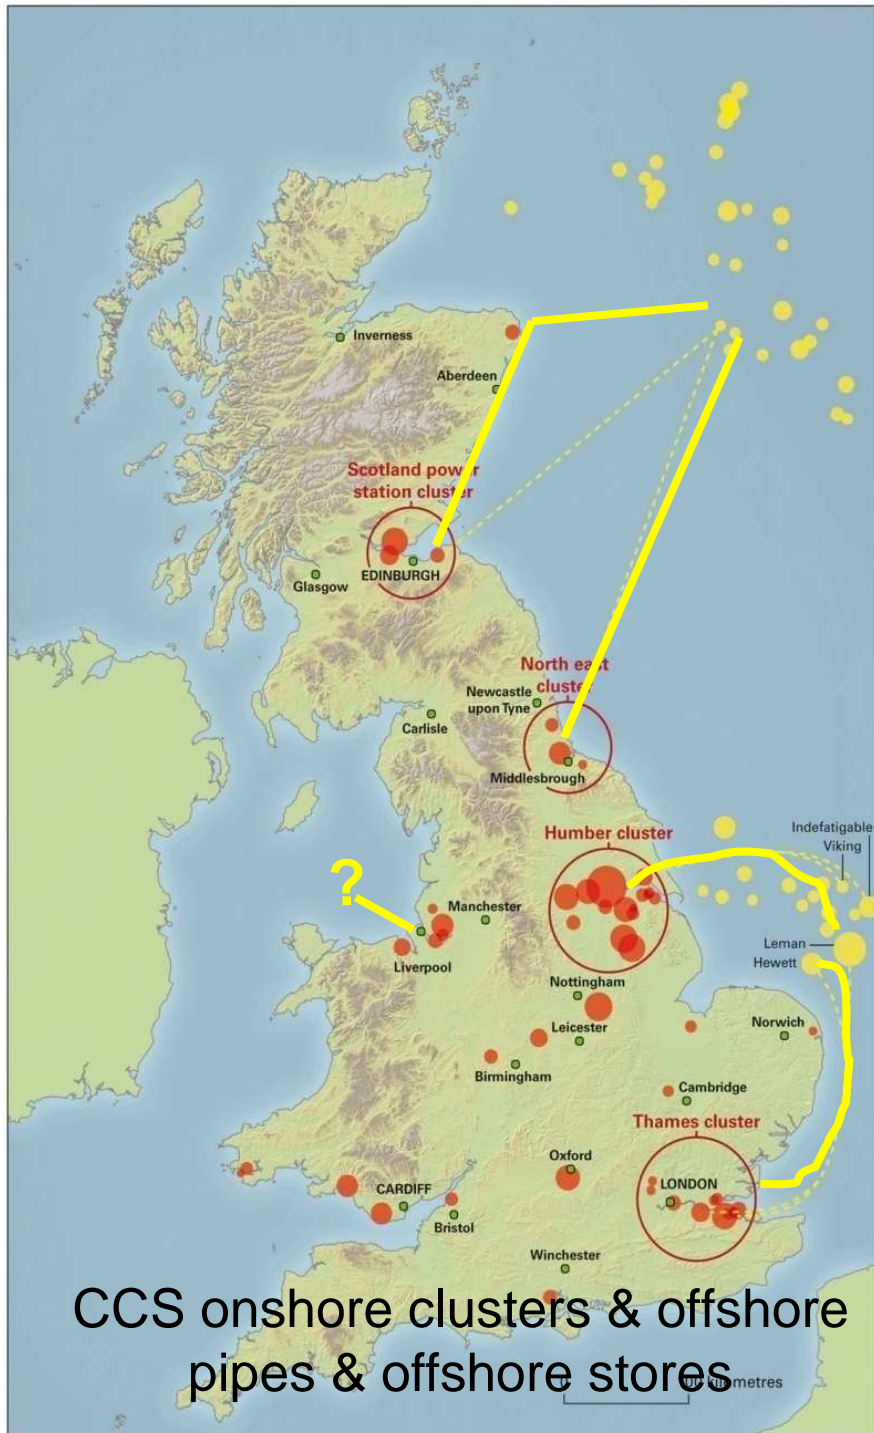 Inverness
Aberdeen
Scotland power
station cluster
EDINBURGH
Glasgow
North east
cluster
Newcastle
upon Tyne
Carlisle
Middlesbrough
Indefatigable
Viking
Humber cluster
?
Manchester
Leman
Hewett
Liverpool
Nottingham
Norwich
Leicester
Birmingham
Cambridge
Thames cluster
Oxford
LONDON
CARDIFF
Bristol
Winchester
CCS onshore clusters & offshore
pipes & offshore stores
kilometres